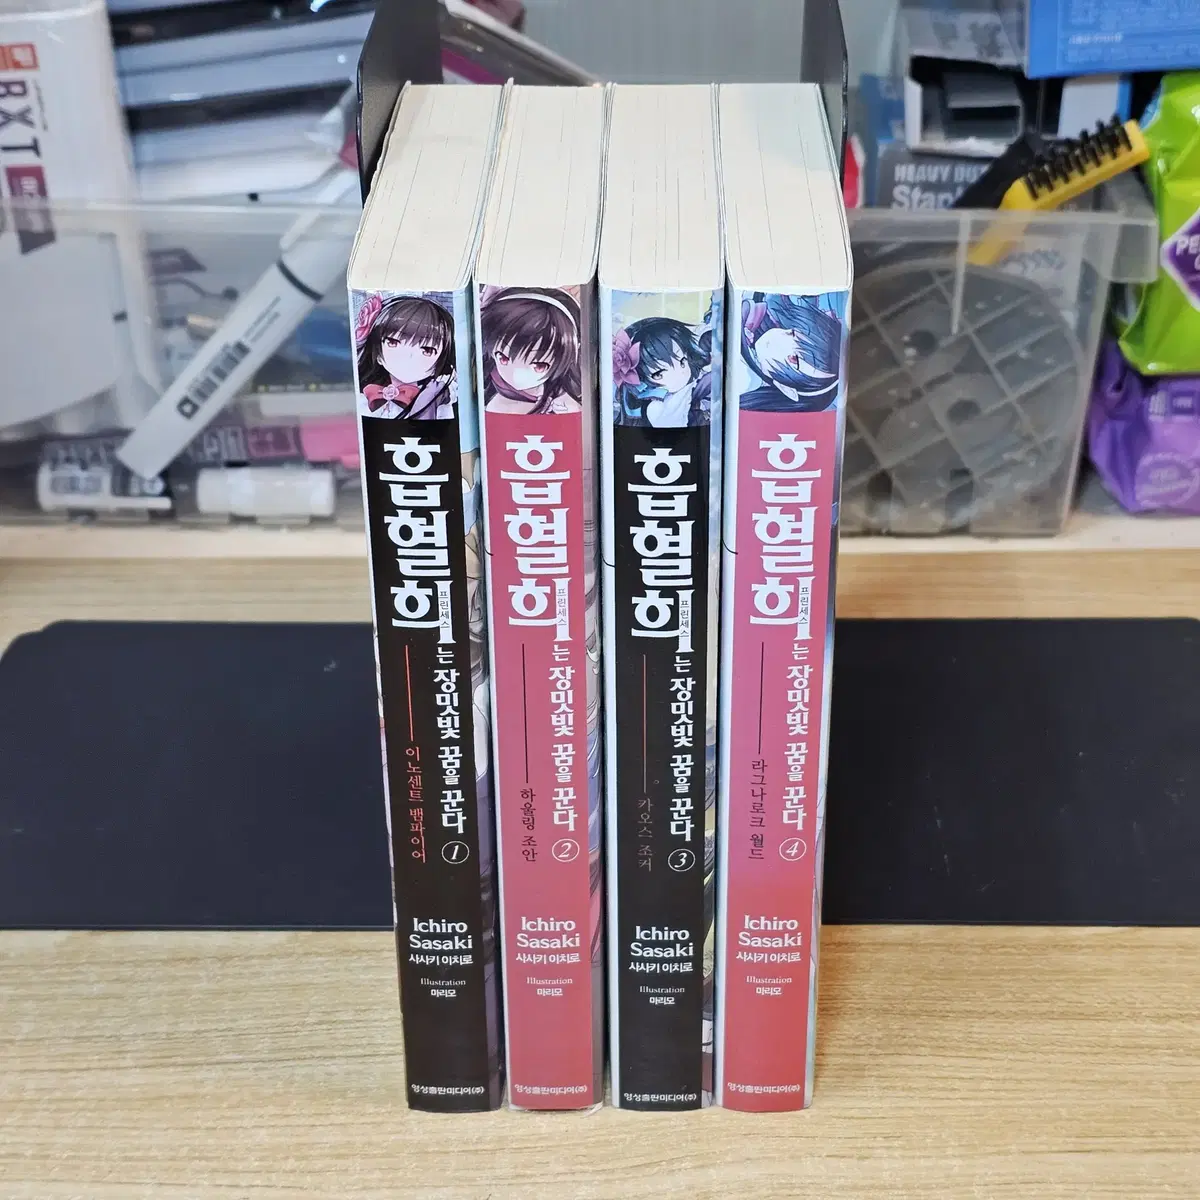 흡혈희
프린세스
는 장밋빛 꿈을 꾼다
이노센트 뱀파이어
1
Ichiro
Sasaki
사사키 이치로
Illustration
마리모
영상출판미디어(주)
흡혈희
프린세스
는 장밋빛 꿈을 꾼다
하울링 조안
2
Ichiro
Sasaki
사사키 이치로
Illustration
마리모
영상출판미디어(주)
흡혈희
프린세스
는 장밋빛 꿈을 꾼다
카오스 조커
3
Ichiro
Sasaki
사사키 이치로
Illustration
마리모
영상출판미디어(주)
흡혈희
프린세스
는 장밋빛 꿈을 꾼다
라그나로크 월드
4
Ichiro
Sasaki
사사키 이치로
Illustration
마리모
영상출판미디어(주)
HEAVY